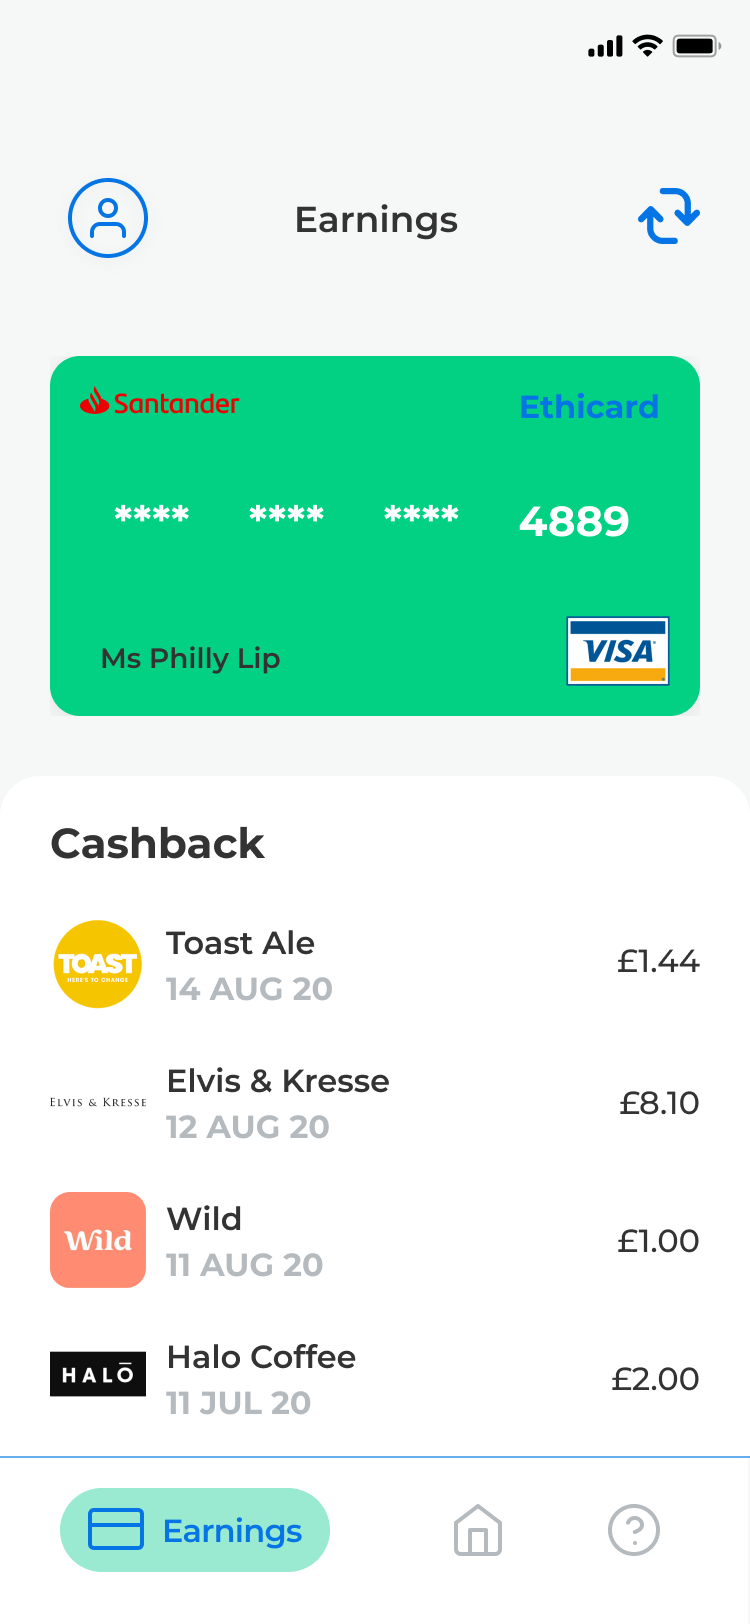 Earnings
Santander
Ethicard
**** **** **** 4889
Ms Philly Lip
VISA
Cashback
TOAST
HERE'S TO CHANGE
Toast Ale
14 AUG 20
£1.44
ELVIS & KRESSE
Elvis & Kresse
12 AUG 20
£8.10
Wild
Wild
11 AUG 20
£1.00
HALŌ
Halo Coffee
11 JUL 20
£2.00
Earnings
?